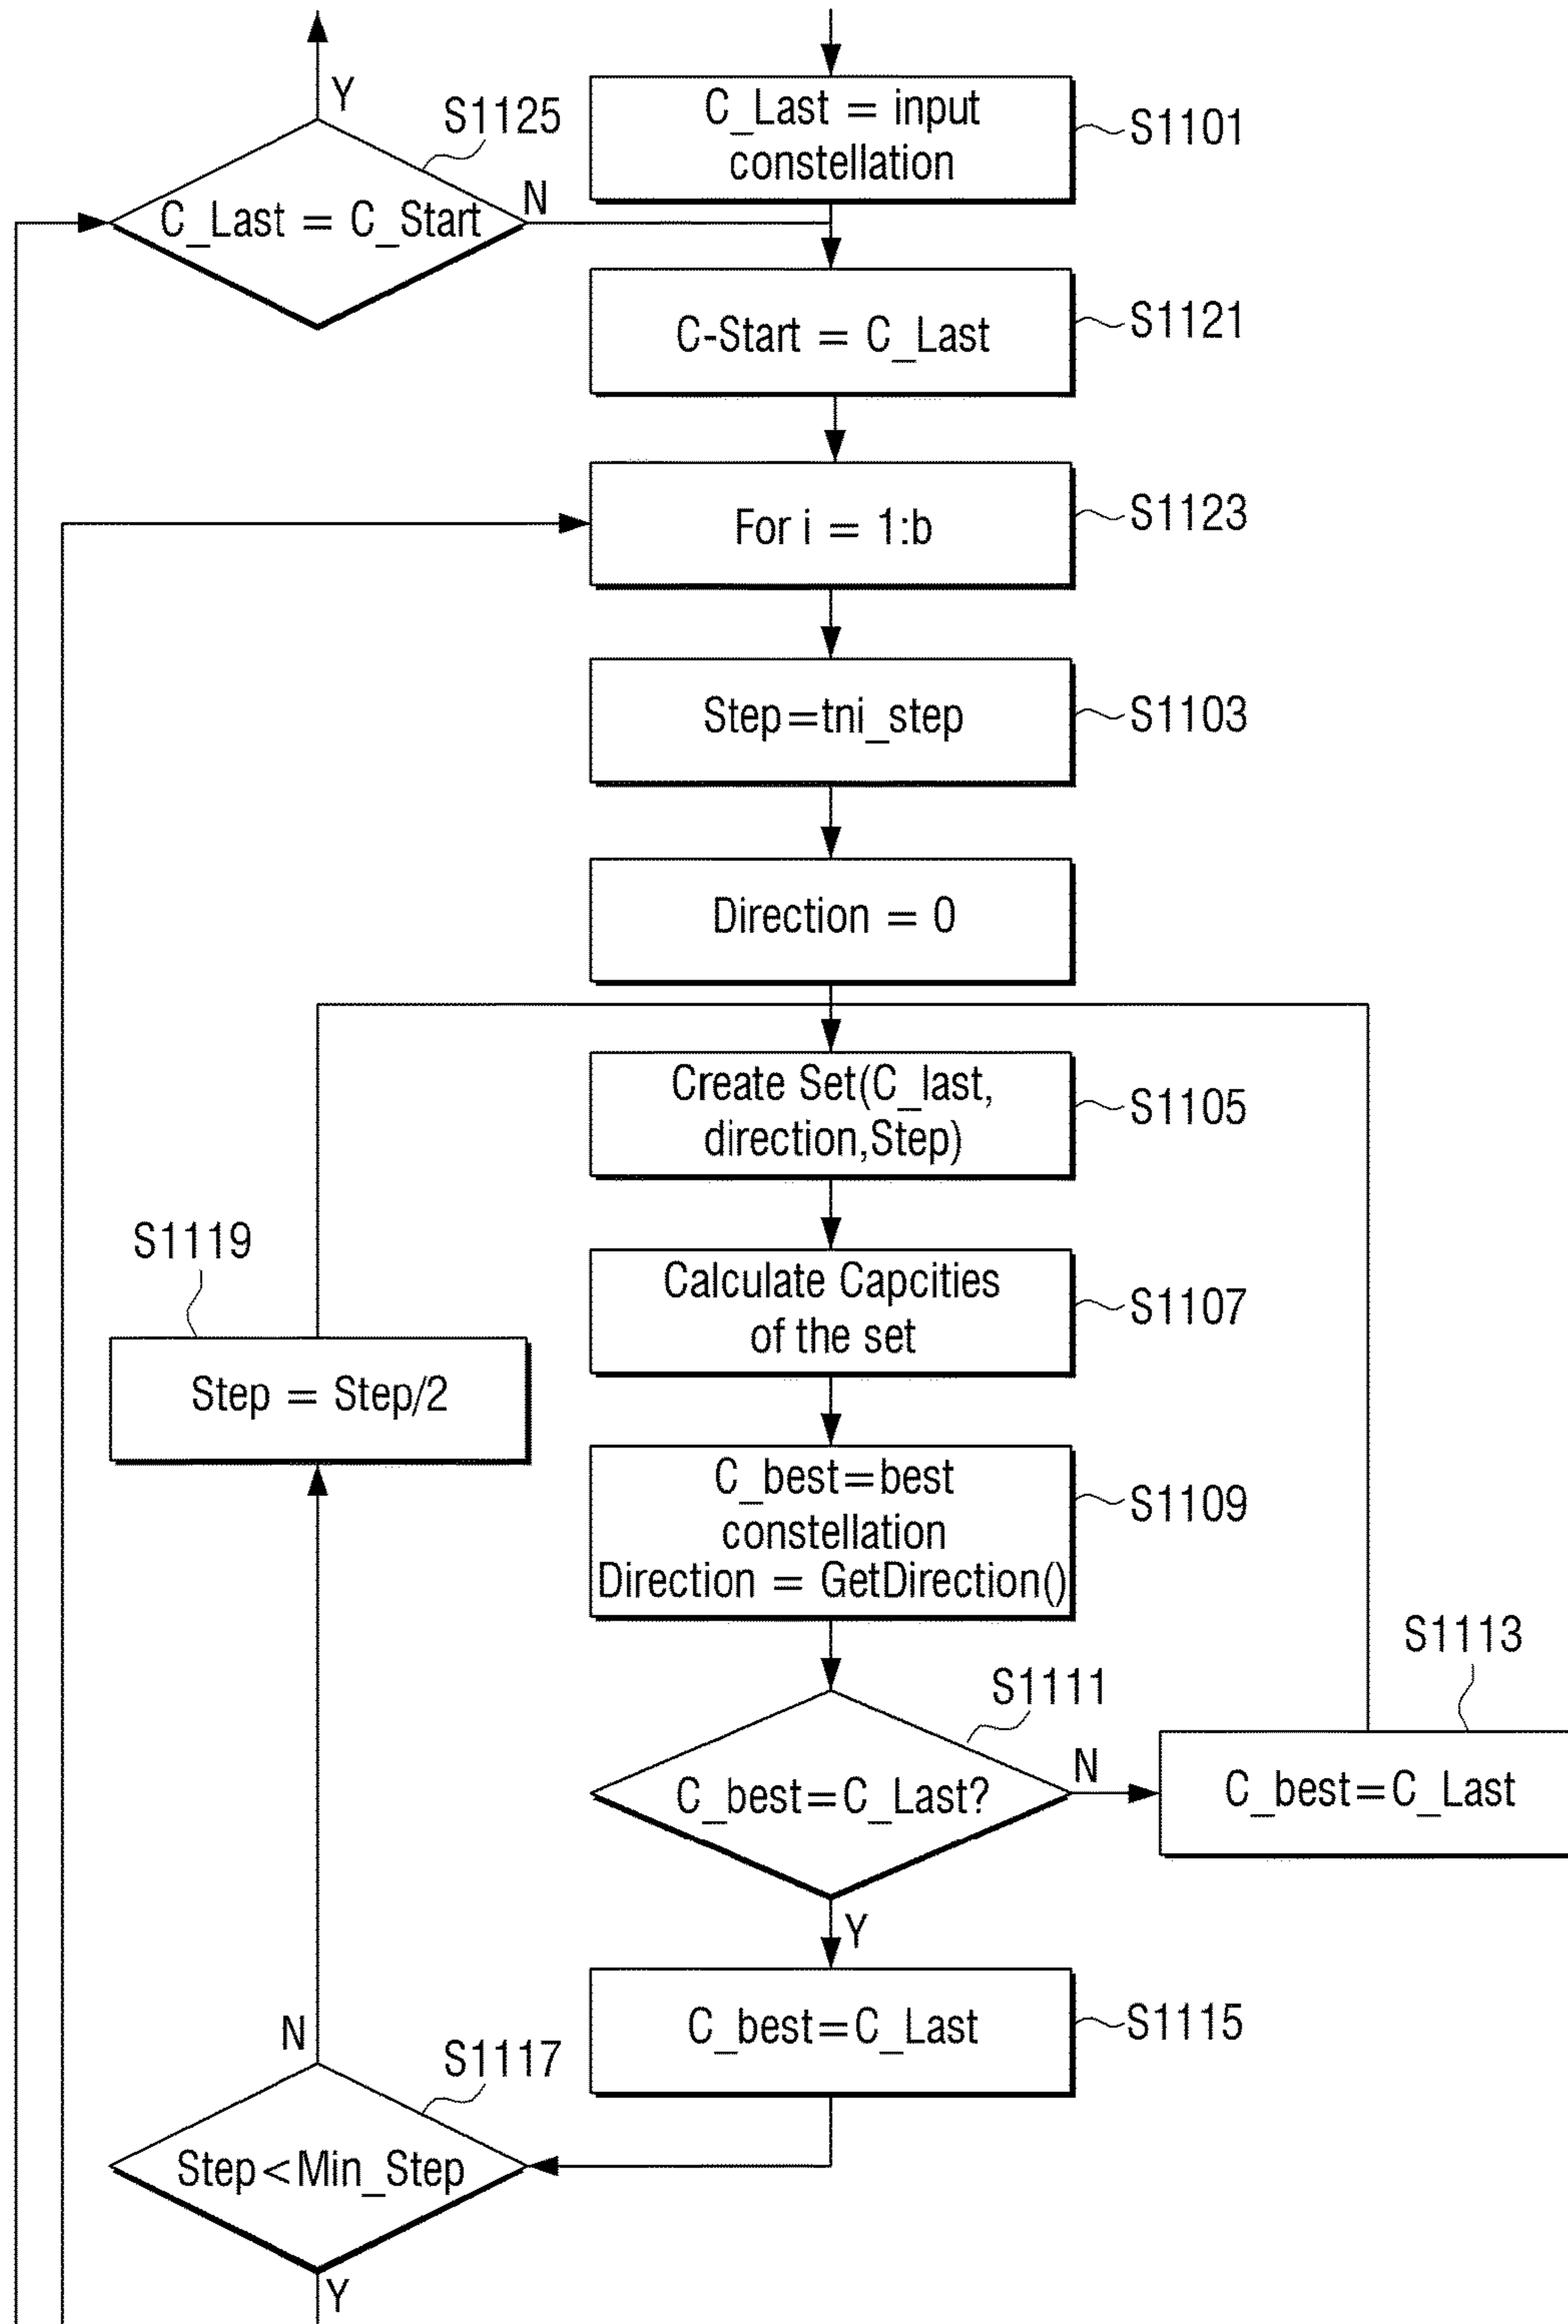 Y
S1125
C_Last = C_Start
N
C_Last = input
constellation
S1101
C-Start = C_Last
S1121
For i = 1:b
S1123
Step=tni_step
S1103
Direction = 0
Create Set(C_last,
direction,Step)
S1105
Calculate Capcities
of the set
S1107
S1119
Step = Step/2
C_best=best
constellation
Direction = GetDirection()
S1109
S1111
C_best=C_Last?
N
S1113
C_best=C_Last
Y
C_best=C_Last
S1115
N
S1117
Step<Min_Step
Y